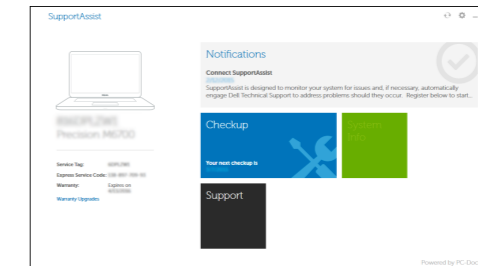 SupportAssist
Notifications
Connect SupportAssist
SupportAssist is designed to monitor your system for issues and, if necessary, automatically
engage Dell Technical Support to address problems should they occur. Register below to start...
Precision M6700
Checkup
System
Info
Your next checkup is
Service Tag:
Express Service Code:
Warranty: Expires on
Warranty Upgrades
Support
Powered by PC-Doc